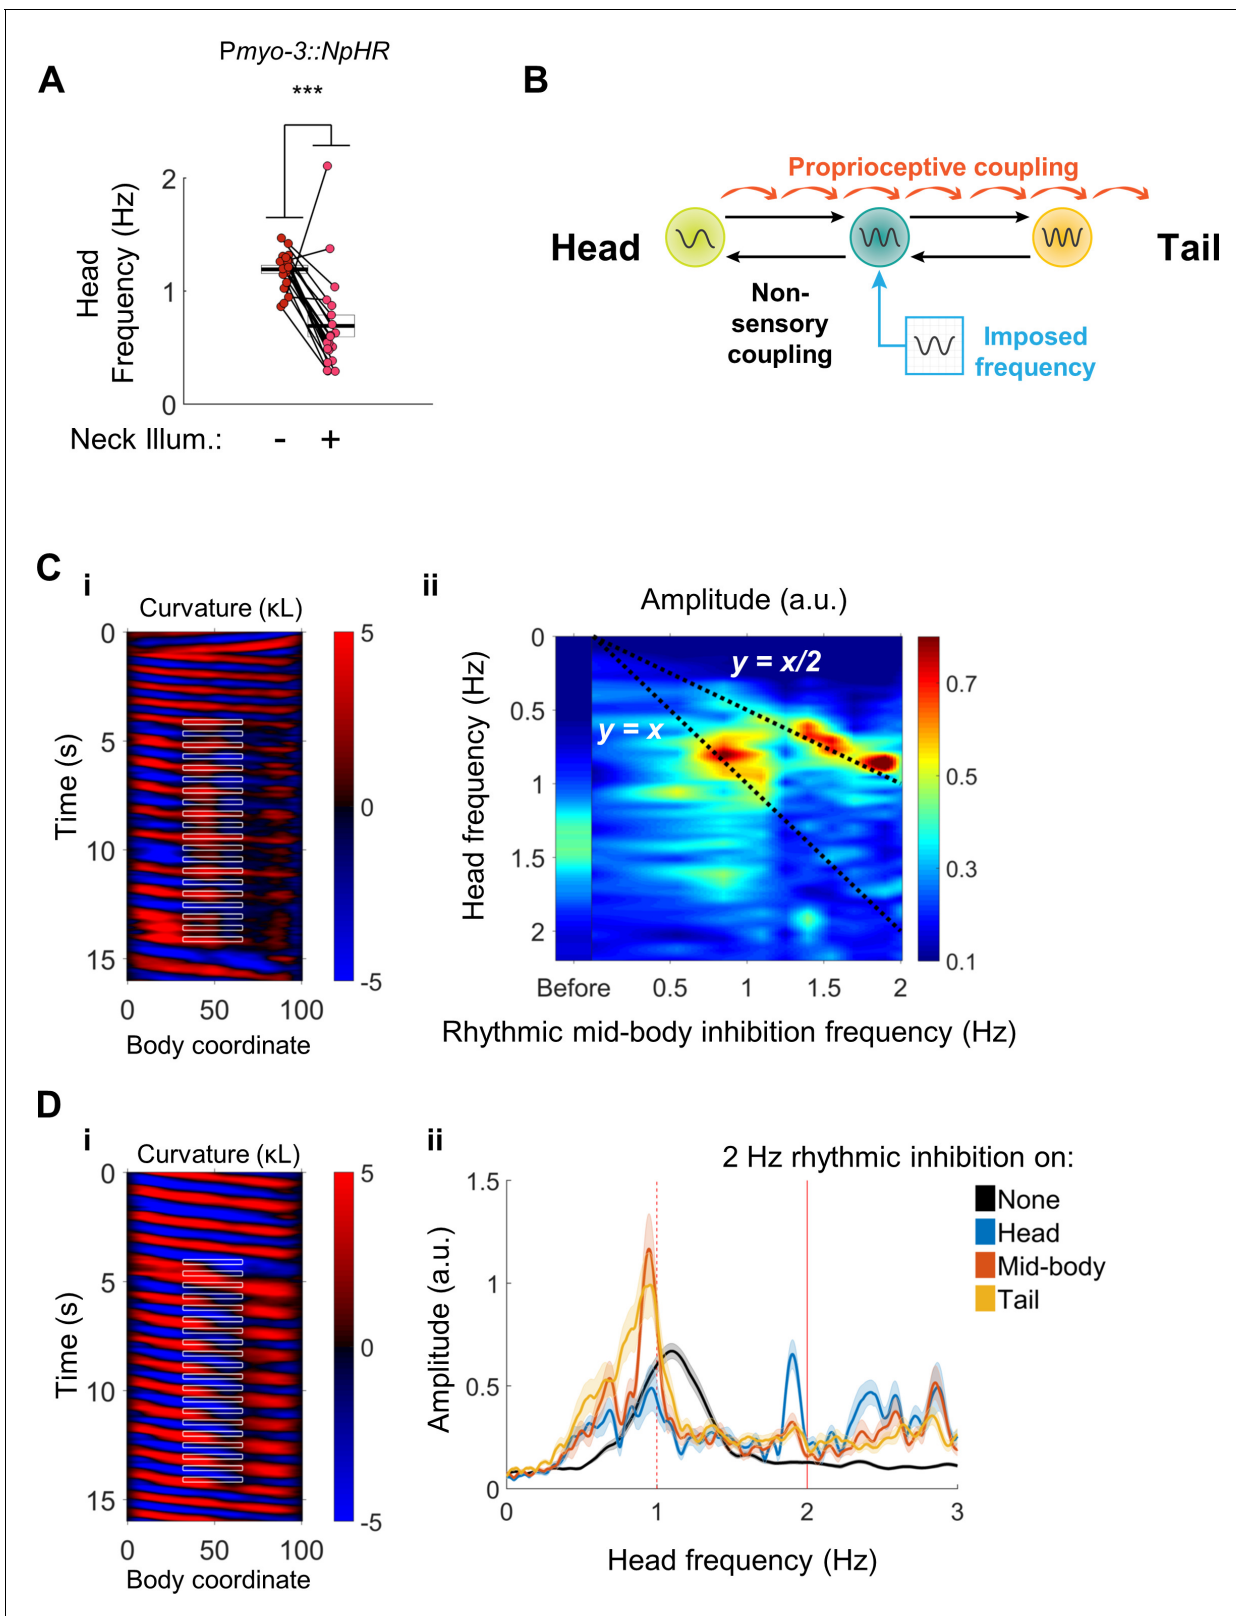 A
Pmyo-3::NpHR
***
Head
Frequency (Hz)
2
1
0
Neck Illum.: - +
B
Proprioceptive coupling
Head
Tail
Non-
sensory
coupling
Imposed
frequency
C
i
Curvature (κL)
0
5
10
15
Time (s)
0 50 100
Body coordinate
5
0
-5
ii
Amplitude (a.u.)
y = x/2
y = x
0
0.5
1
1.5
2
Head frequency (Hz)
Before 0.5 1 1.5 2
Rhythmic mid-body inhibition frequency (Hz)
0.7
0.5
0.3
0.1
D
i
Curvature (κL)
0
5
10
15
Time (s)
0 50 100
Body coordinate
5
0
-5
ii
2 Hz rhythmic inhibition on:
None
Head
Mid-body
Tail
1.5
1
0.5
0
Amplitude (a.u.)
0 1 2 3
Head frequency (Hz)